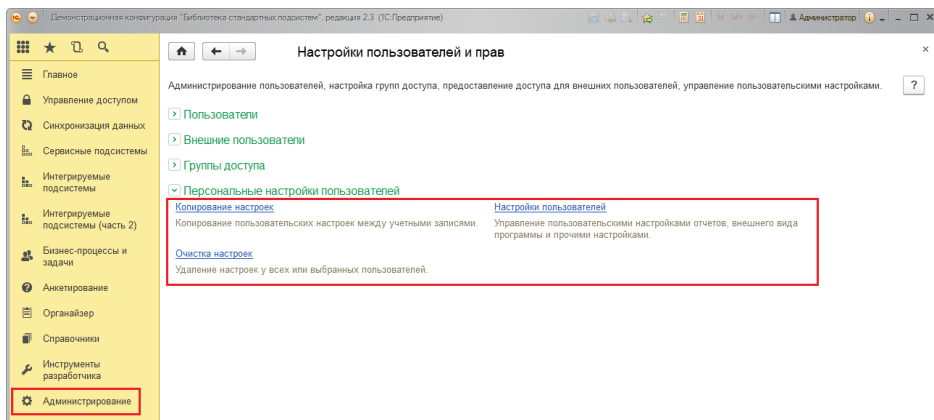 Демонстрационная конфигурация "Библиотека стандартных подсистем", редакция 2.3 (1С:Предприятие)
M M+ M-
Администратор
Главное
Управление доступом
Синхронизация данных
Сервисные подсистемы
Интегрируемые
подсистемы
Интегрируемые
подсистемы (часть 2)
Бизнес-процессы и
задачи
Анкетирование
Органайзер
Справочники
Инструменты
разработчика
Администрирование
Настройки пользователей и прав
Администрирование пользователей, настройка групп доступа, предоставление доступа для внешних пользователей, управление пользовательскими настройками.
?
Пользователи
Внешние пользователи
Группы доступа
Персональные настройки пользователей
Копирование настроек
Копирование пользовательских настроек между учетными записями.
Настройки пользователей
Управление пользовательскими настройками отчетов, внешнего вида
программы и прочими настройками.
Очистка настроек
Удаление настроек у всех или выбранных пользователей.